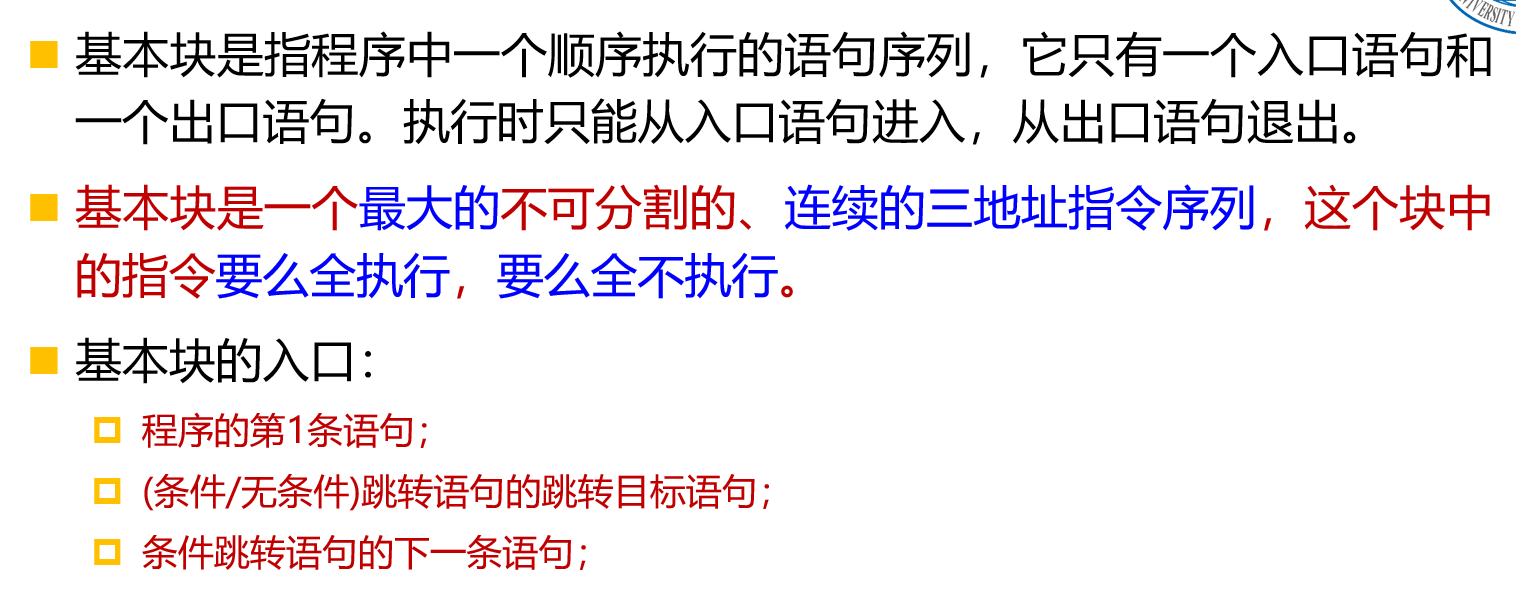 UNIVERSITY
基本块是指程序中一个顺序执行的语句序列，它只有一个入口语句和
一个出口语句。执行时只能从入口语句进入，从出口语句退出。
基本块是一个最大的不可分割的、连续的三地址指令序列，这个块中
的指令要么全执行，要么全不执行。
基本块的入口：
程序的第1条语句；
(条件/无条件)跳转语句的跳转目标语句；
条件跳转语句的下一条语句；